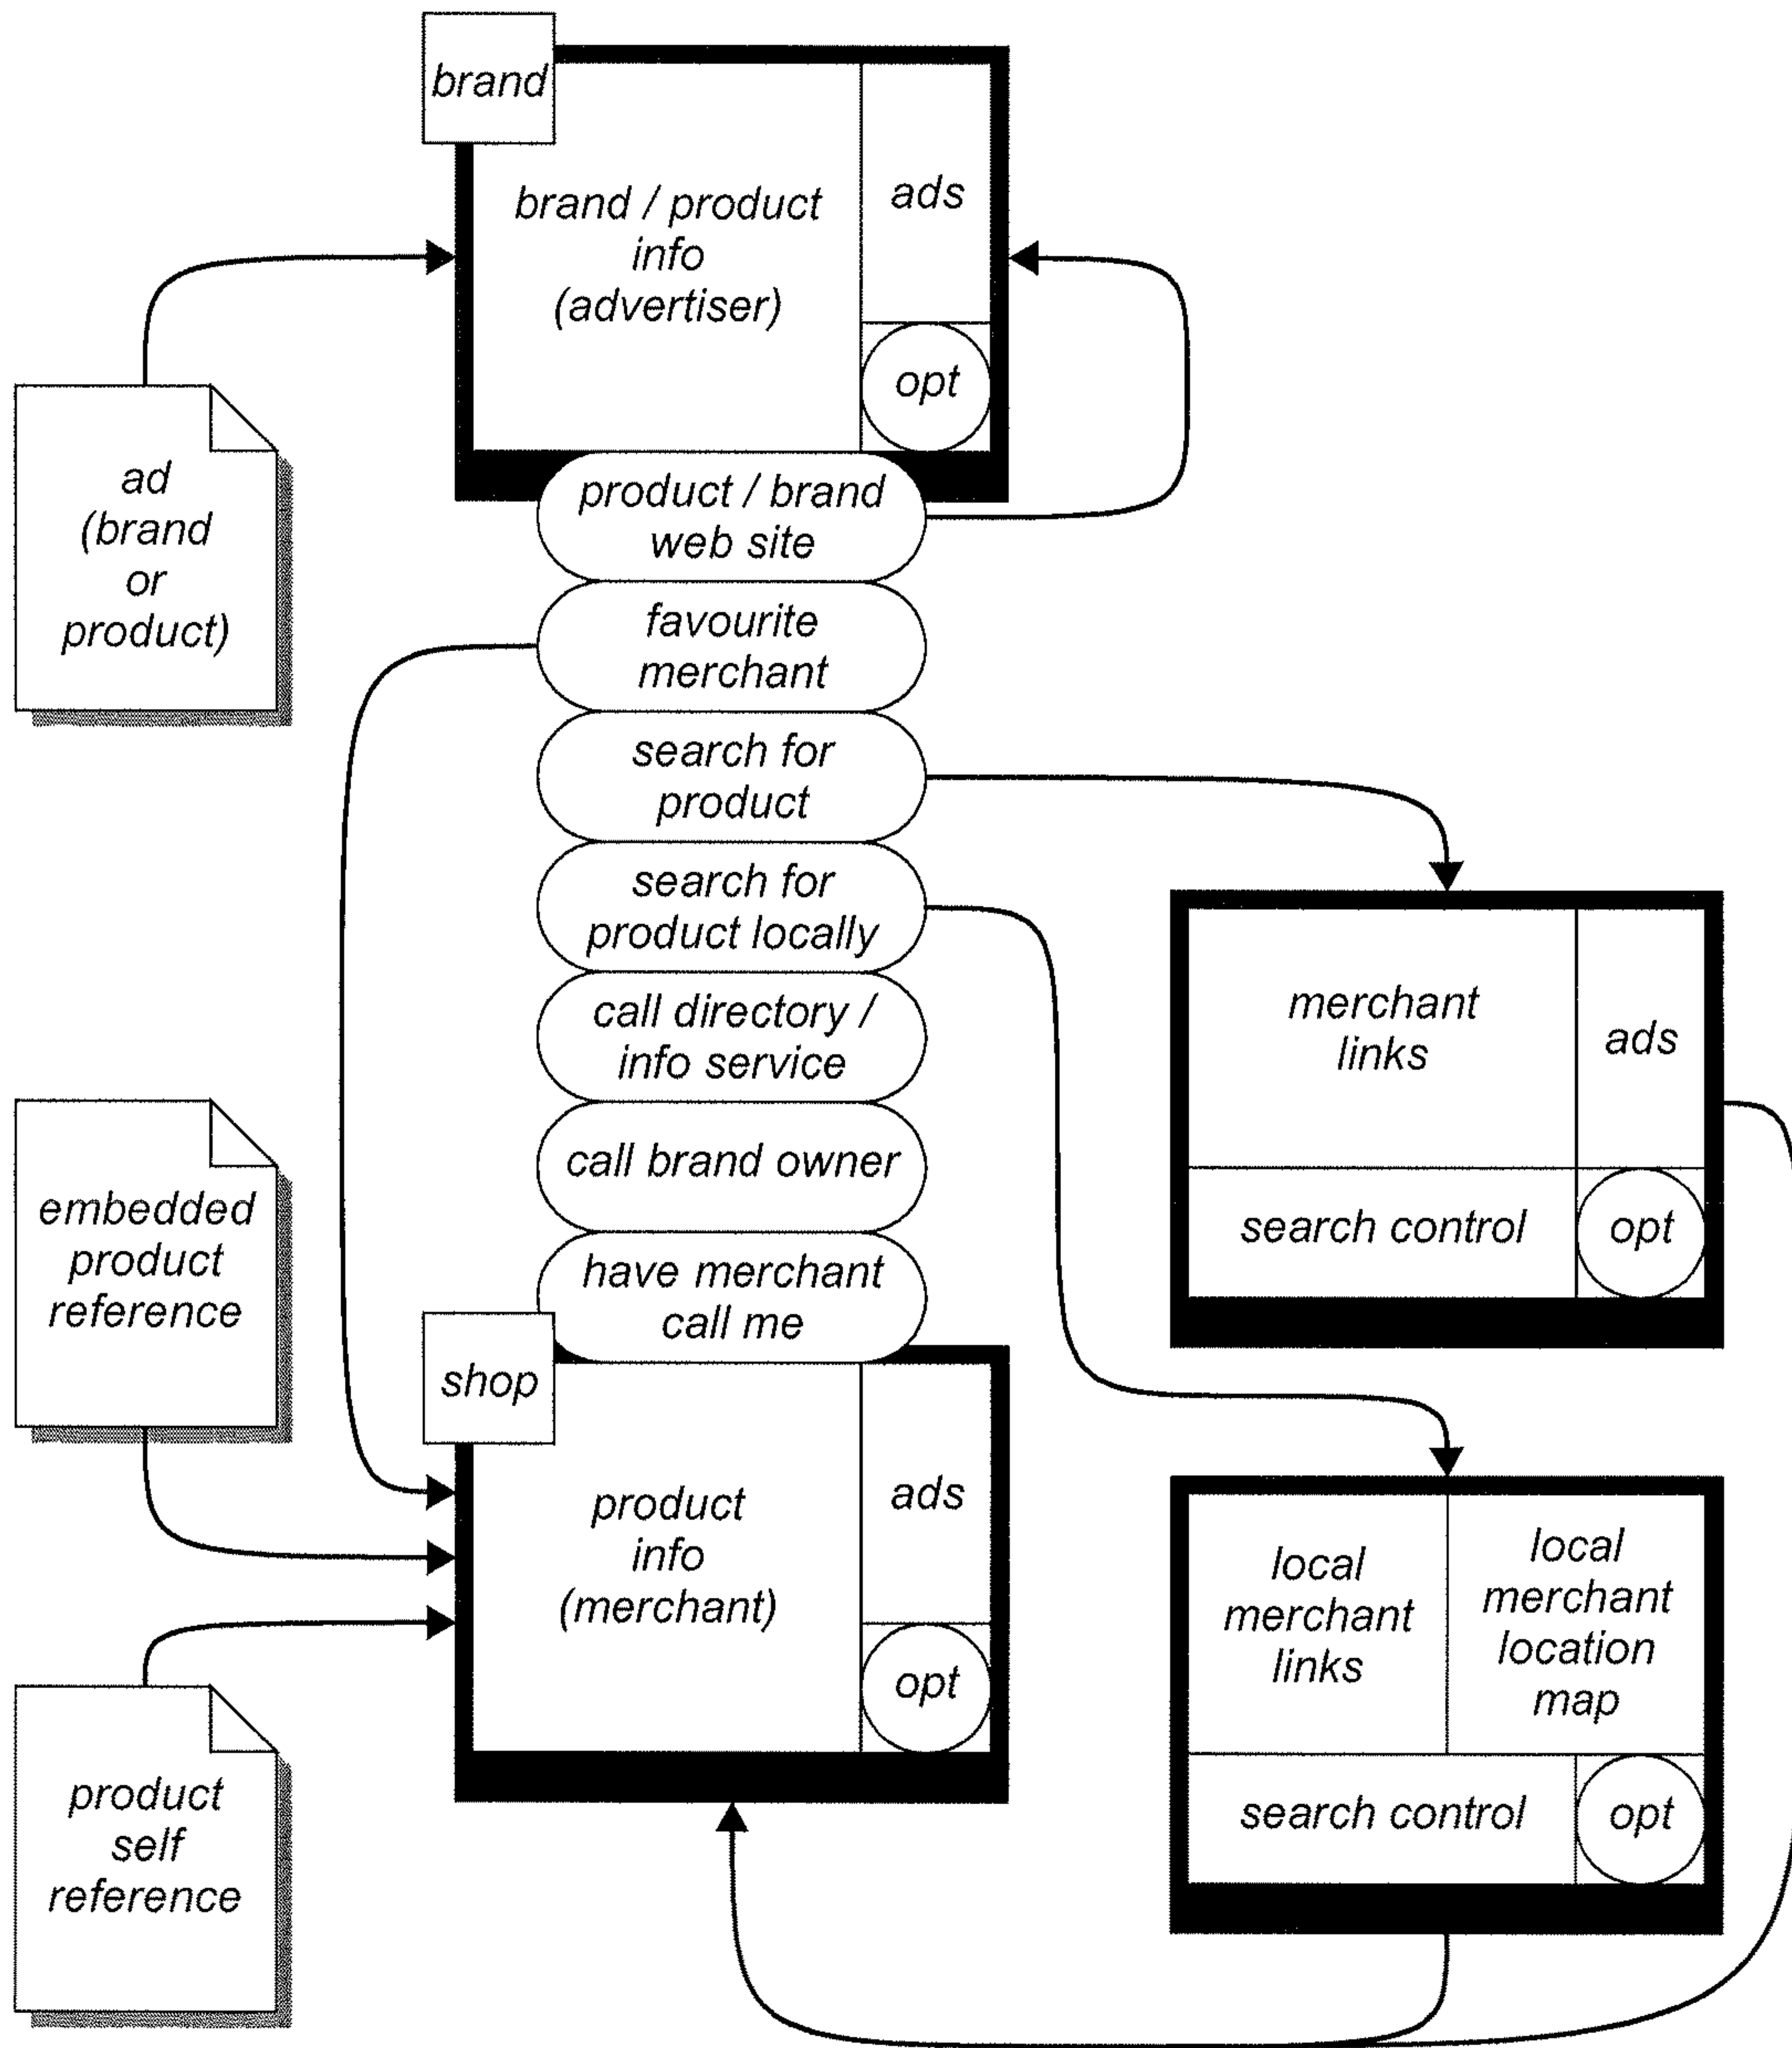 brand
brand / product
info
(advertiser)
ads
opt
ad
(brand
or
product)
product / brand
web site
favourite
merchant
search for
product
search for
product locally
call directory /
info service
call brand owner
have merchant
call me
merchant
links
ads
search control
opt
embedded
product
reference
shop
product
info
(merchant)
ads
opt
local
merchant
links
local
merchant
location
map
search control
opt
product
self
reference